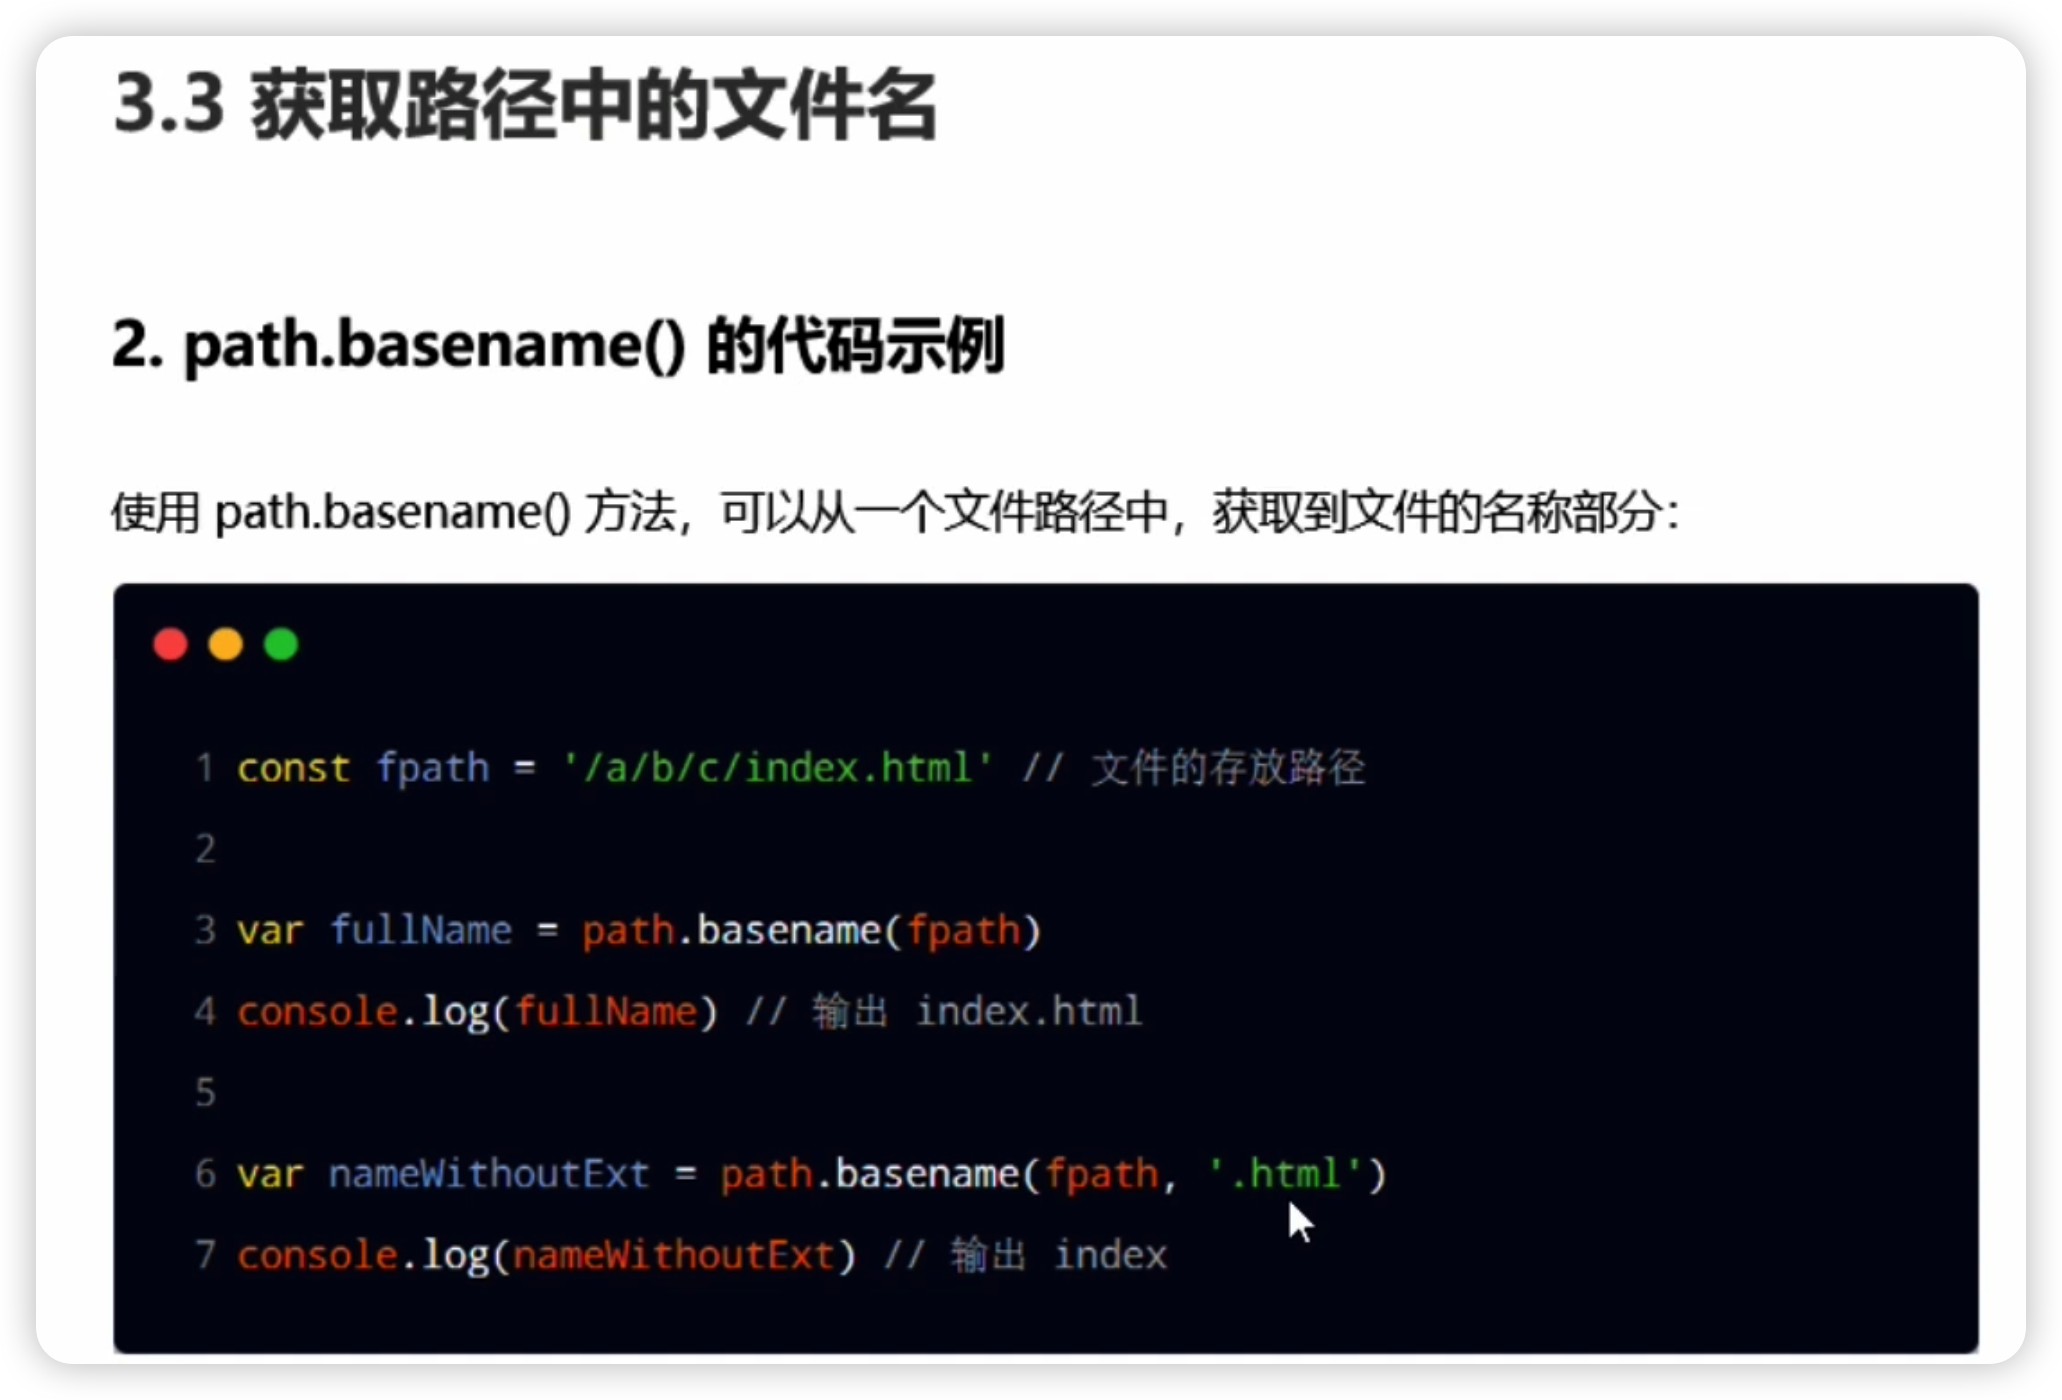 3.3 获取路径中的文件名
2. path.basename() 的代码示例
使用 path.basename() 方法，可以从一个文件路径中，获取到文件的名称部分：
1 const fpath = '/a/b/c/index.html' // 文件的存放路径
2
3 var fullName = path.basename(fpath)
4 console.log(fullName) // 输出 index.html
5
6 var nameWithoutExt = path.basename(fpath, '.html')
7 console.log(nameWithoutExt) // 输出 index